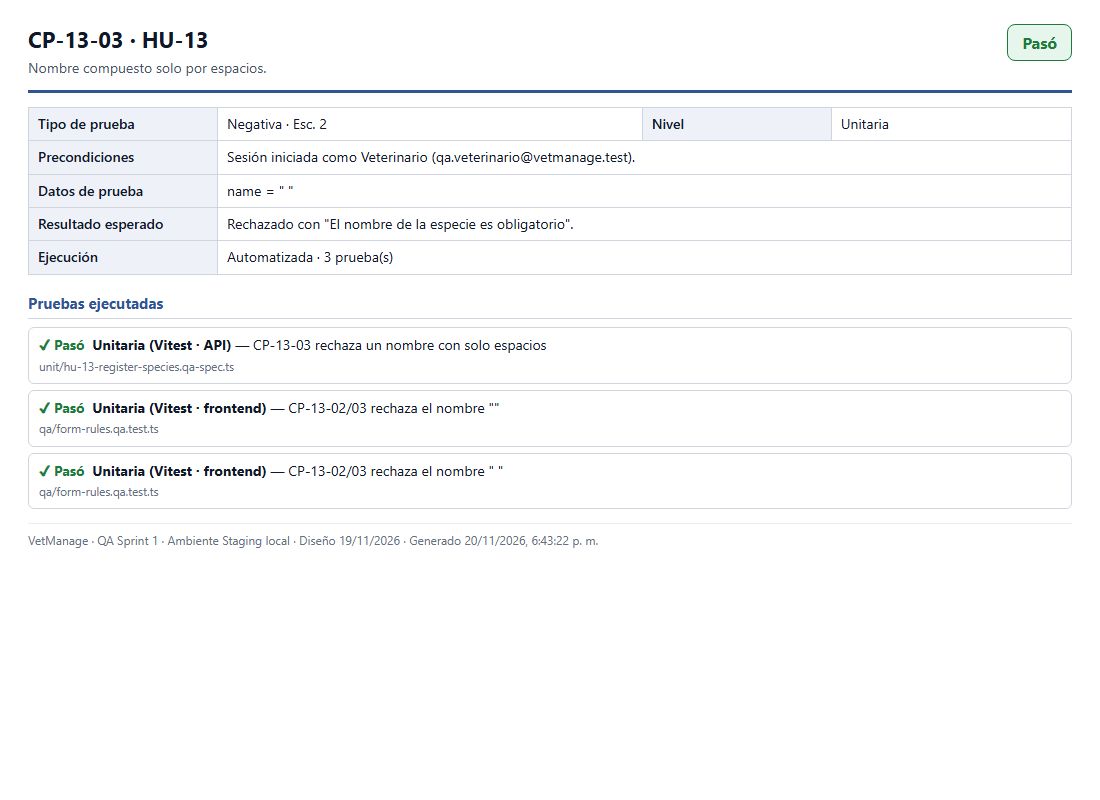 CP-13-03 · HU-13
Pasó
Nombre compuesto solo por espacios.
Tipo de prueba Negativa · Esc. 2 Nivel Unitaria
Precondiciones Sesión iniciada como Veterinario (qa.veterinario@vetmanage.test).
Datos de prueba name = " "
Resultado esperado Rechazado con "El nombre de la especie es obligatorio".
Ejecución Automatizada · 3 prueba(s)
Pruebas ejecutadas
✓ Pasó Unitaria (Vitest · API) — CP-13-03 rechaza un nombre con solo espacios
unit/hu-13-register-species.qa-spec.ts
✓ Pasó Unitaria (Vitest · frontend) — CP-13-02/03 rechaza el nombre ""
qa/form-rules.qa.test.ts
✓ Pasó Unitaria (Vitest · frontend) — CP-13-02/03 rechaza el nombre " "
qa/form-rules.qa.test.ts
VetManage · QA Sprint 1 · Ambiente Staging local · Diseño 19/11/2026 · Generado 20/11/2026, 6:43:22 p. m.